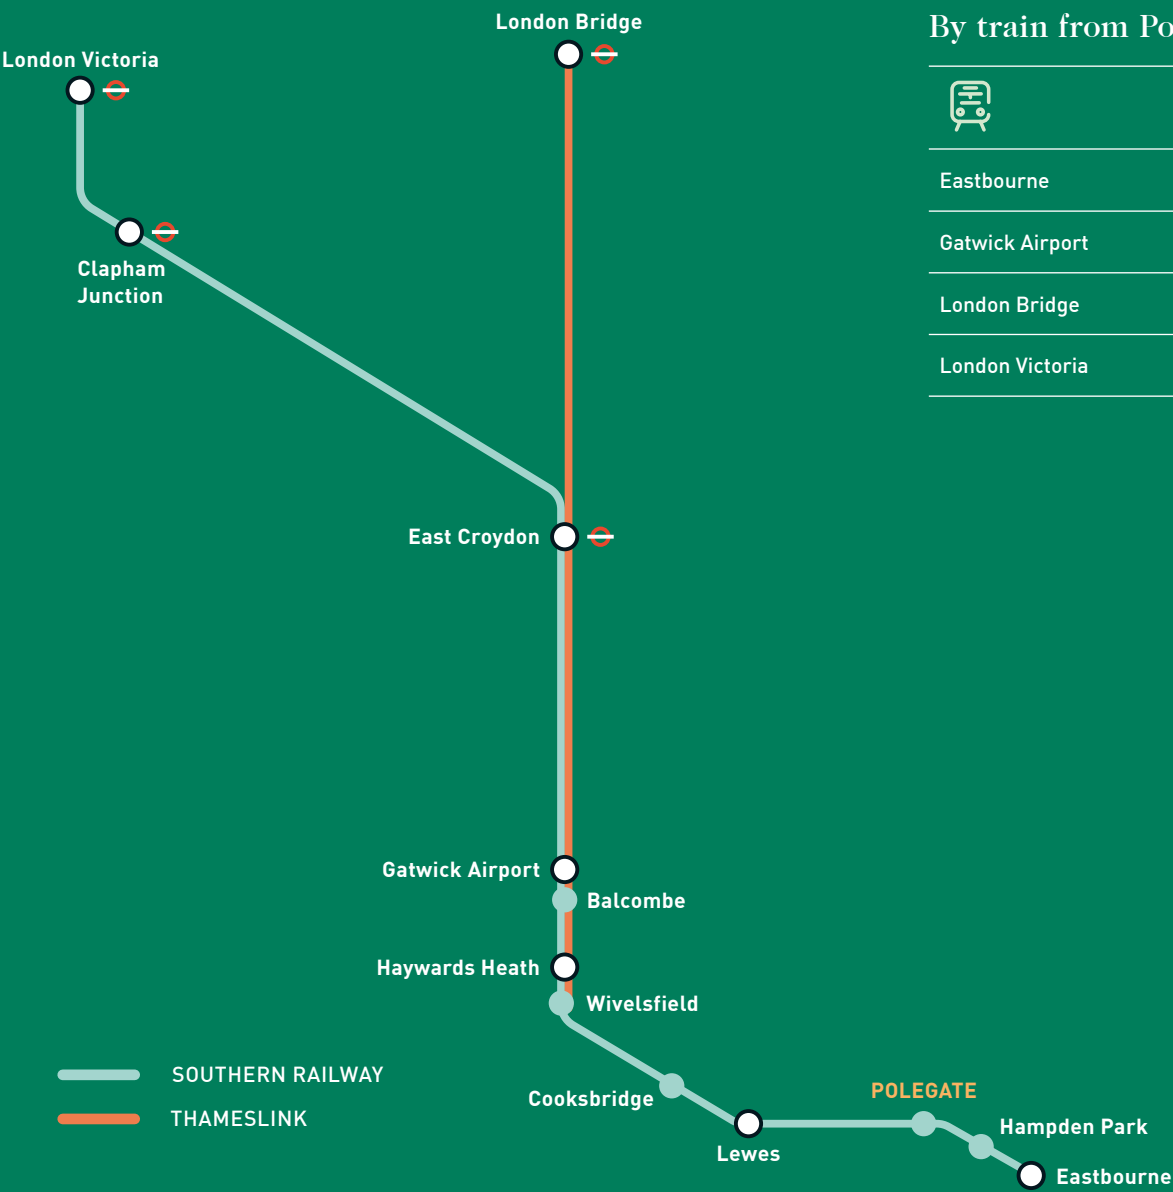 London Bridge
London Victoria
Clapham
Junction
East Croydon
Gatwick Airport
Balcombe
Haywards Heath
Wivelsfield
Cooksbridge
Lewes
POLEGATE
Hampden Park
Eastbourne
SOUTHERN RAILWAY
THAMESLINK
By train from Po
Eastbourne
Gatwick Airport
London Bridge
London Victoria